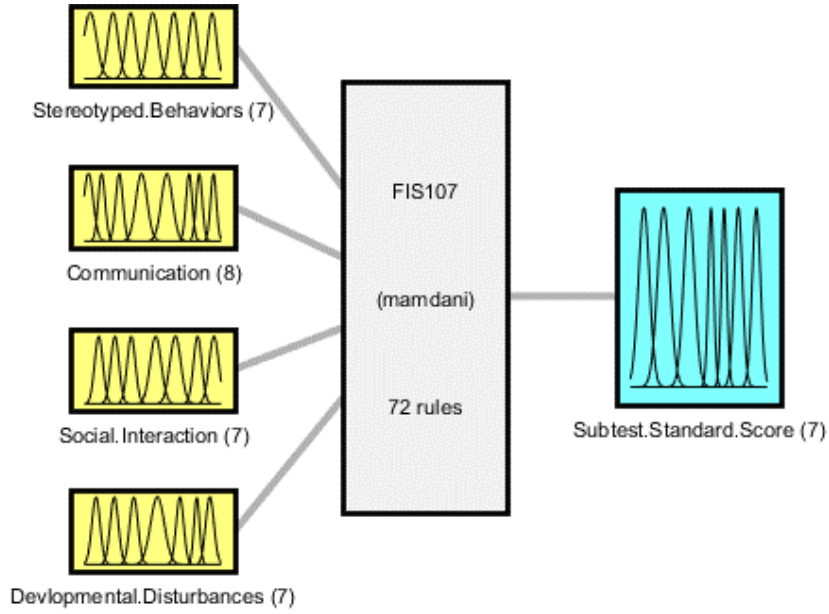 Stereotyped.Behaviors (7)
Communication (8)
Social.Interaction (7)
Devlopmental.Disturbances (7)
FIS107
(mamdani)
72 rules
Subtest.Standard.Score (7)